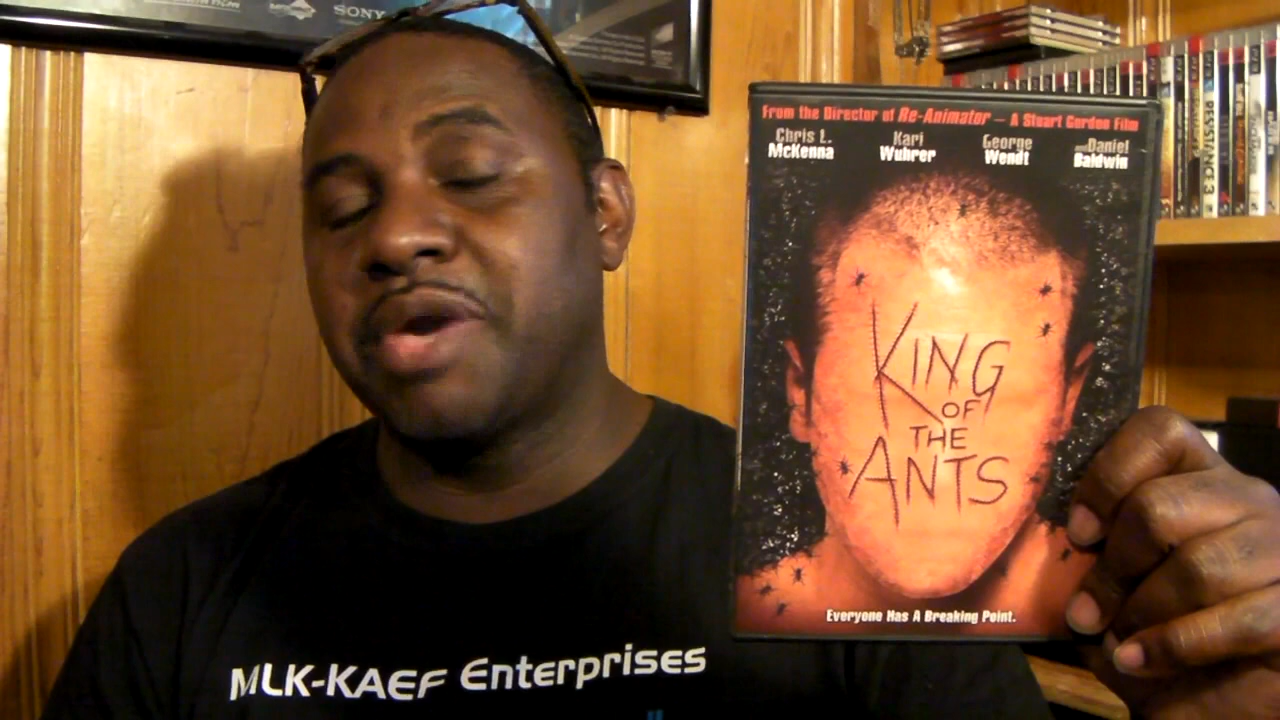 SONY
From the Director of Re-Animator – A Stuart Gordon Film
Chris L. McKenna
Kari Wuhrer
George Wendt
and Daniel Baldwin
KING
OF
THE
ANTS
Everyone Has A Breaking Point.
MLK-KAEF Enterprises
RESISTANCE 3